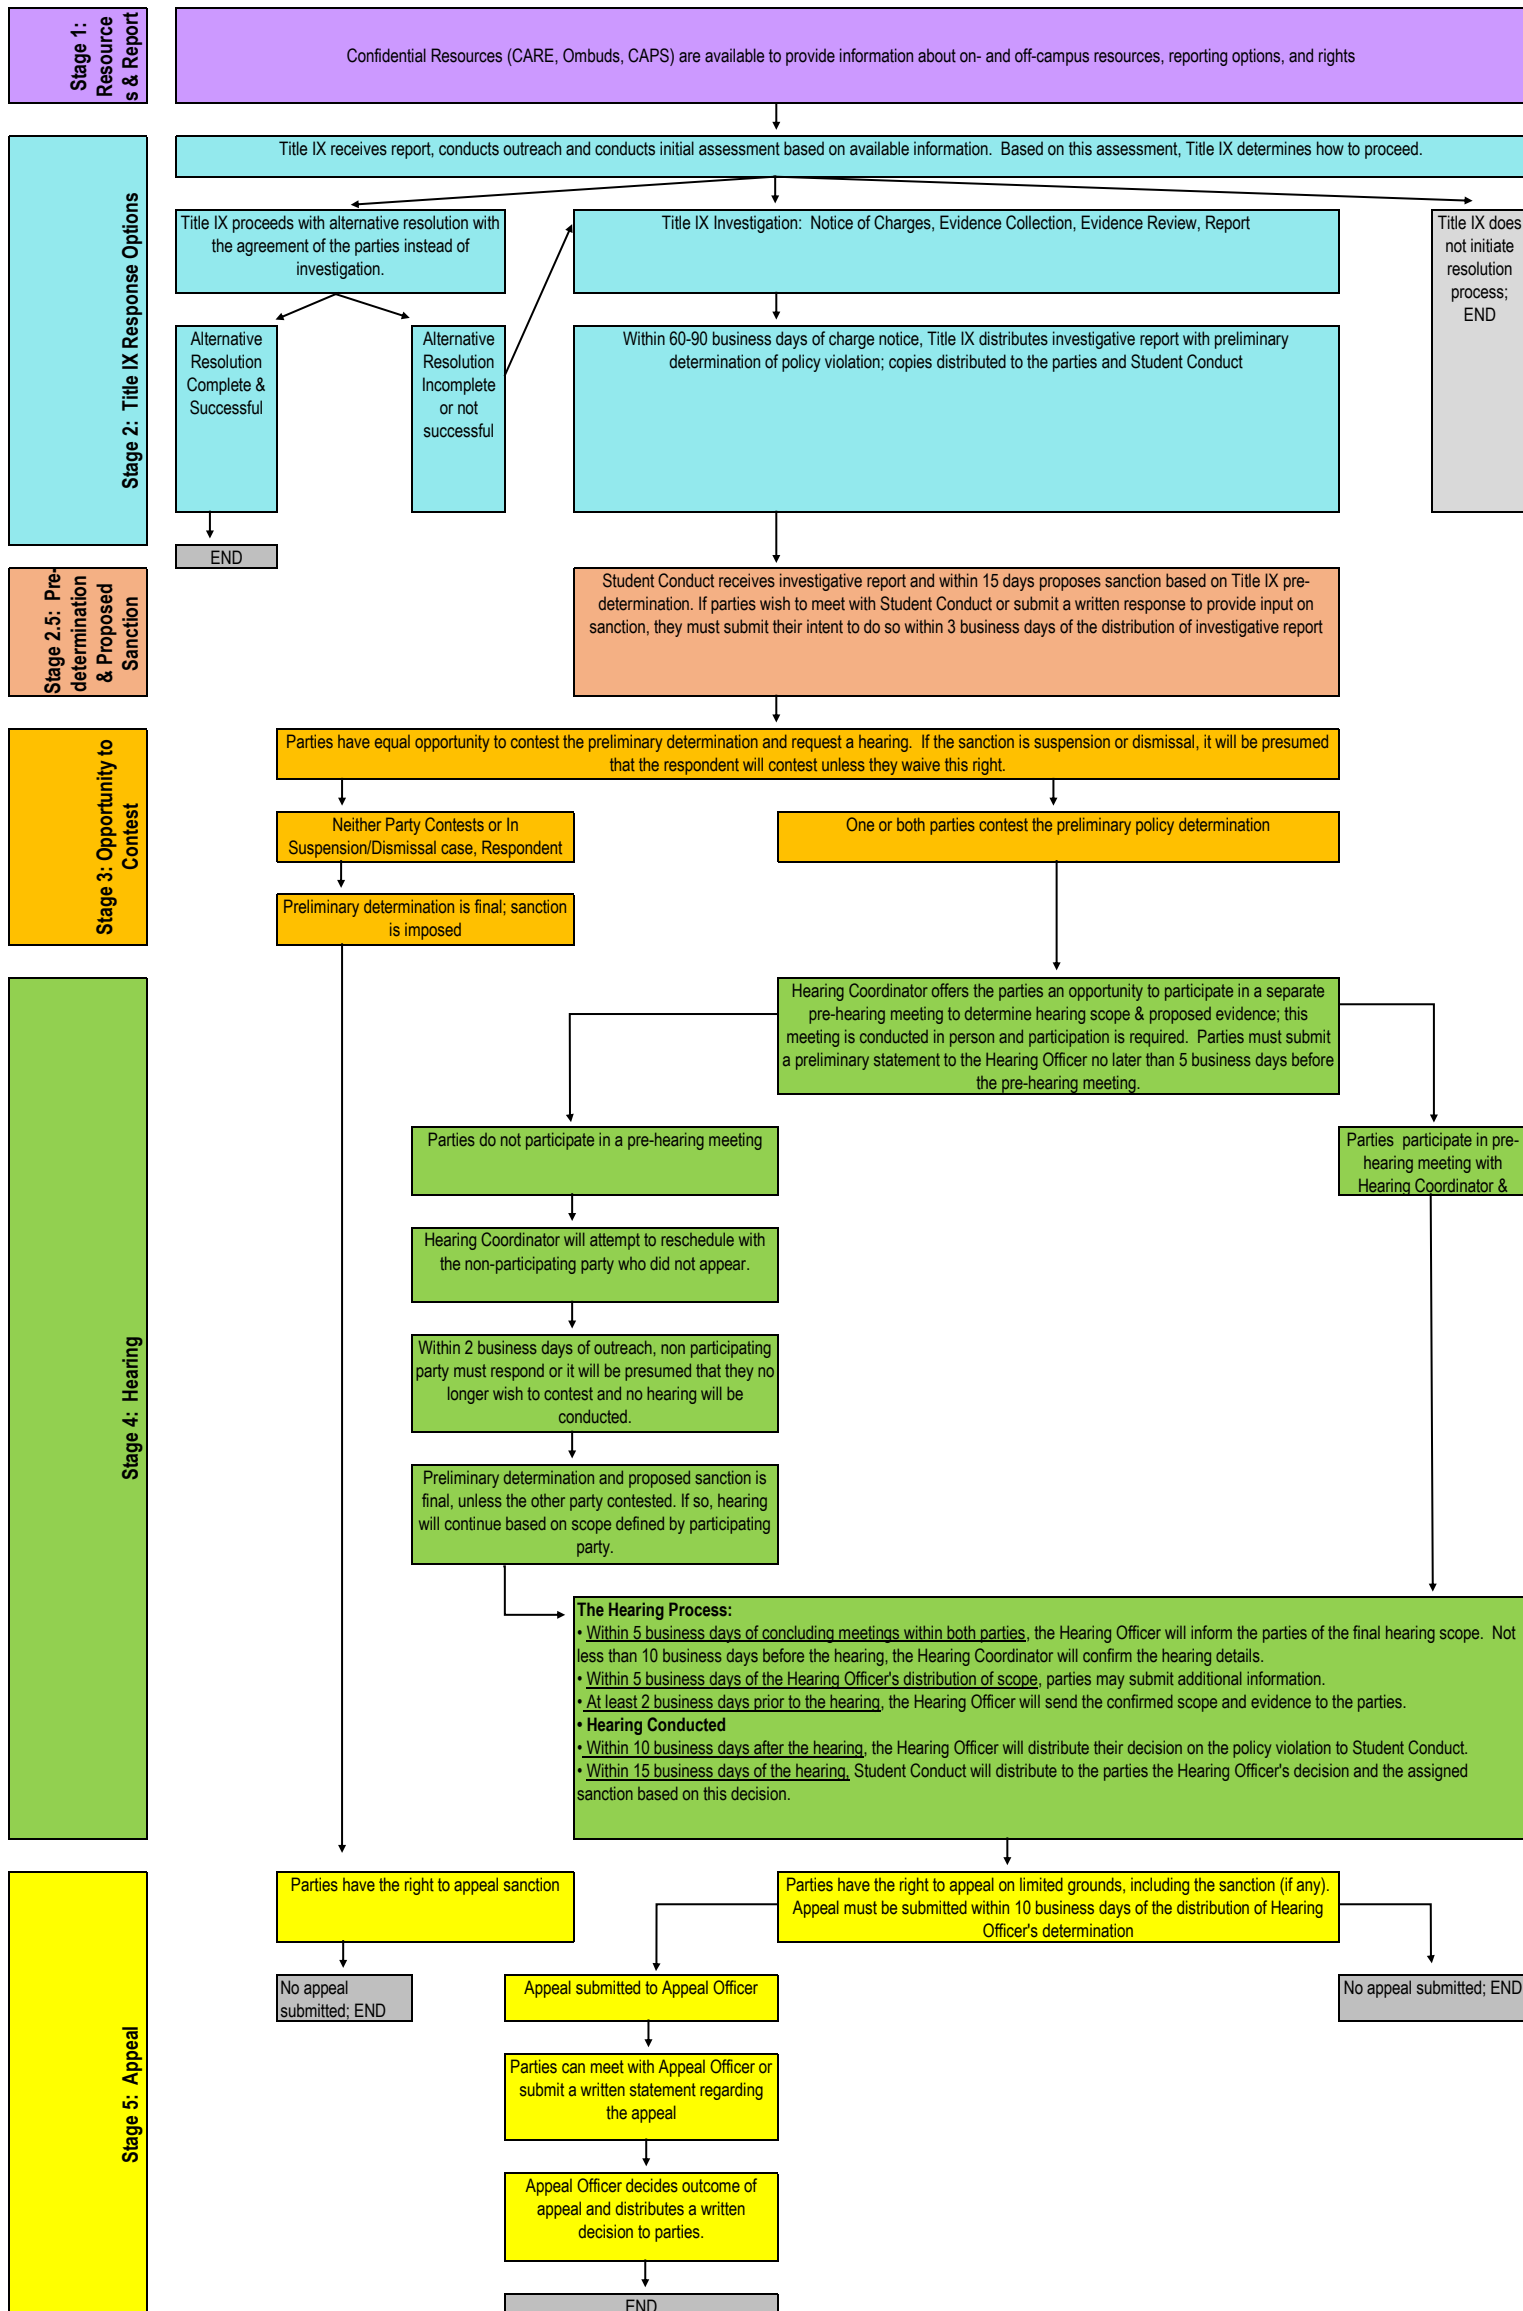 Stage 1:
Resource
s & Report
Confidential Resources (CARE, Ombuds, CAPS) are available to provide information about on- and off-campus resources, reporting options, and rights
Stage 2:  Title IX Response Options
Title IX receives report, conducts outreach and conducts initial assessment based on available information.  Based on this assessment, Title IX determines how to proceed.
Title IX proceeds with alternative resolution with
the agreement of the parties instead of
investigation.
Title IX Investigation:  Notice of Charges, Evidence Collection, Evidence Review, Report
Title IX does
not initiate
resolution
process;
END
Alternative
Resolution
Complete &
Successful
Alternative
Resolution
Incomplete
or not
successful
Within 60-90 business days of charge notice, Title IX distributes investigative report with preliminary
determination of policy violation; copies distributed to the parties and Student Conduct
END
Stage 2.5:  Pre-
determination
& Proposed
Sanction
Student Conduct receives investigative report and within 15 days proposes sanction based on Title IX pre-
determination. If parties wish to meet with Student Conduct or submit a written response to provide input on
sanction, they must submit their intent to do so within 3 business days of the distribution of investigative report
Stage 3: Opportunity to
Contest
Parties have equal opportunity to contest the preliminary determination and request a hearing.  If the sanction is suspension or dismissal, it will be presumed
that the respondent will contest unless they waive this right.
Neither Party Contests or In
Suspension/Dismissal case, Respondent
One or both parties contest the preliminary policy determination
Preliminary determination is final; sanction
is imposed
Stage 4:  Hearing
Hearing Coordinator offers the parties an opportunity to participate in a separate
pre-hearing meeting to determine hearing scope & proposed evidence; this
meeting is conducted in person and participation is required.  Parties must submit
a preliminary statement to the Hearing Officer no later than 5 business days before
the pre-hearing meeting.
Parties do not participate in a pre-hearing meeting
Parties  participate in pre-
hearing meeting with
Hearing Coordinator &
Hearing Coordinator will attempt to reschedule with
the non-participating party who did not appear.
Within 2 business days of outreach, non participating
party must respond or it will be presumed that they no
longer wish to contest and no hearing will be
conducted.
Preliminary determination and proposed sanction is
final, unless the other party contested. If so, hearing
will continue based on scope defined by participating
party.
The Hearing Process:
• Within 5 business days of concluding meetings within both parties, the Hearing Officer will inform the parties of the final hearing scope.  Not
less than 10 business days before the hearing, the Hearing Coordinator will confirm the hearing details.
• Within 5 business days of the Hearing Officer's distribution of scope, parties may submit additional information.
• At least 2 business days prior to the hearing, the Hearing Officer will send the confirmed scope and evidence to the parties.
• Hearing Conducted
• Within 10 business days after the hearing, the Hearing Officer will distribute their decision on the policy violation to Student Conduct.
• Within 15 business days of the hearing, Student Conduct will distribute to the parties the Hearing Officer's decision and the assigned
sanction based on this decision.
Stage 5:  Appeal
Parties have the right to appeal sanction
Parties have the right to appeal on limited grounds, including the sanction (if any).
Appeal must be submitted within 10 business days of the distribution of Hearing
Officer's determination
No appeal
submitted; END
Appeal submitted to Appeal Officer
No appeal submitted; END
Parties can meet with Appeal Officer or
submit a written statement regarding
the appeal
Appeal Officer decides outcome of
appeal and distributes a written
decision to parties.
END